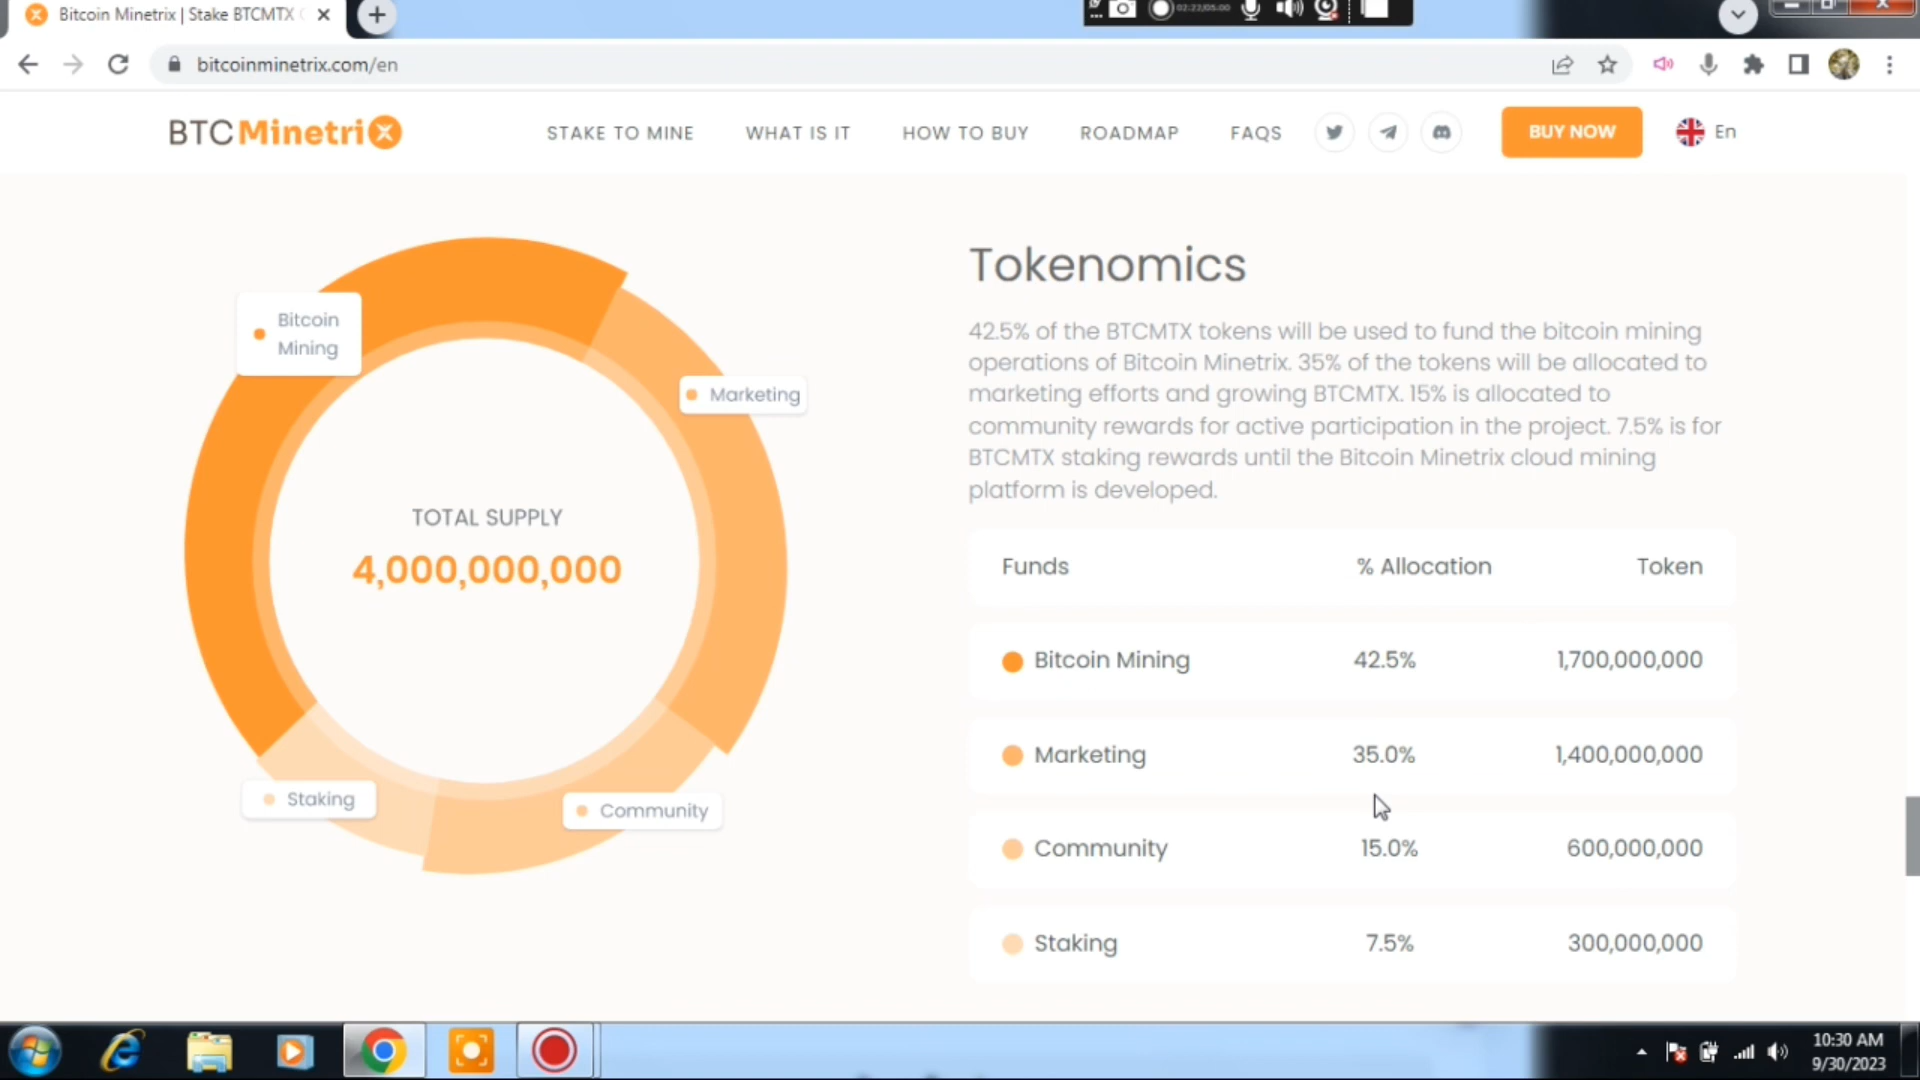 Bitcoin Minetrix | Stake BTCMTX
02:22/05:00
bitcoinminetrix.com/en
BTCMinetriX
STAKE TO MINE
WHAT IS IT
HOW TO BUY
ROADMAP
FAQS
BUY NOW
En
Bitcoin
Mining
Marketing
TOTAL SUPPLY
4,000,000,000
Staking
Community
Tokenomics
42.5% of the BTCMTX tokens will be used to fund the bitcoin mining
operations of Bitcoin Minetrix. 35% of the tokens will be allocated to
marketing efforts and growing BTCMTX. 15% is allocated to
community rewards for active participation in the project. 7.5% is for
BTCMTX staking rewards until the Bitcoin Minetrix cloud mining
platform is developed.
Funds % Allocation Token
Bitcoin Mining 42.5% 1,700,000,000
Marketing 35.0% 1,400,000,000
Community 15.0% 600,000,000
Staking 7.5% 300,000,000
10:30 AM
9/30/2023